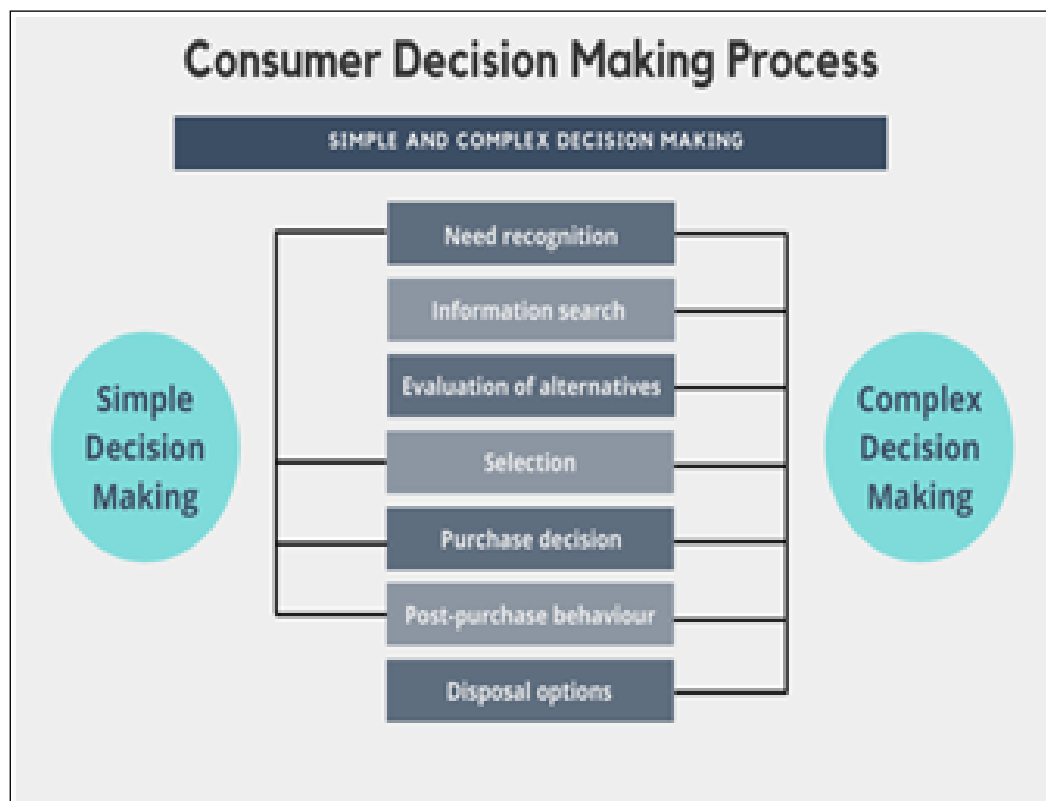 Consumer Decision Making Process
SIMPLE AND COMPLEX DECISION MAKING
Need recognition
Information search
Evaluation of alternatives
Selection
Purchase decision
Post-purchase behaviour
Disposal options
Simple
Decision
Making
Complex
Decision
Making